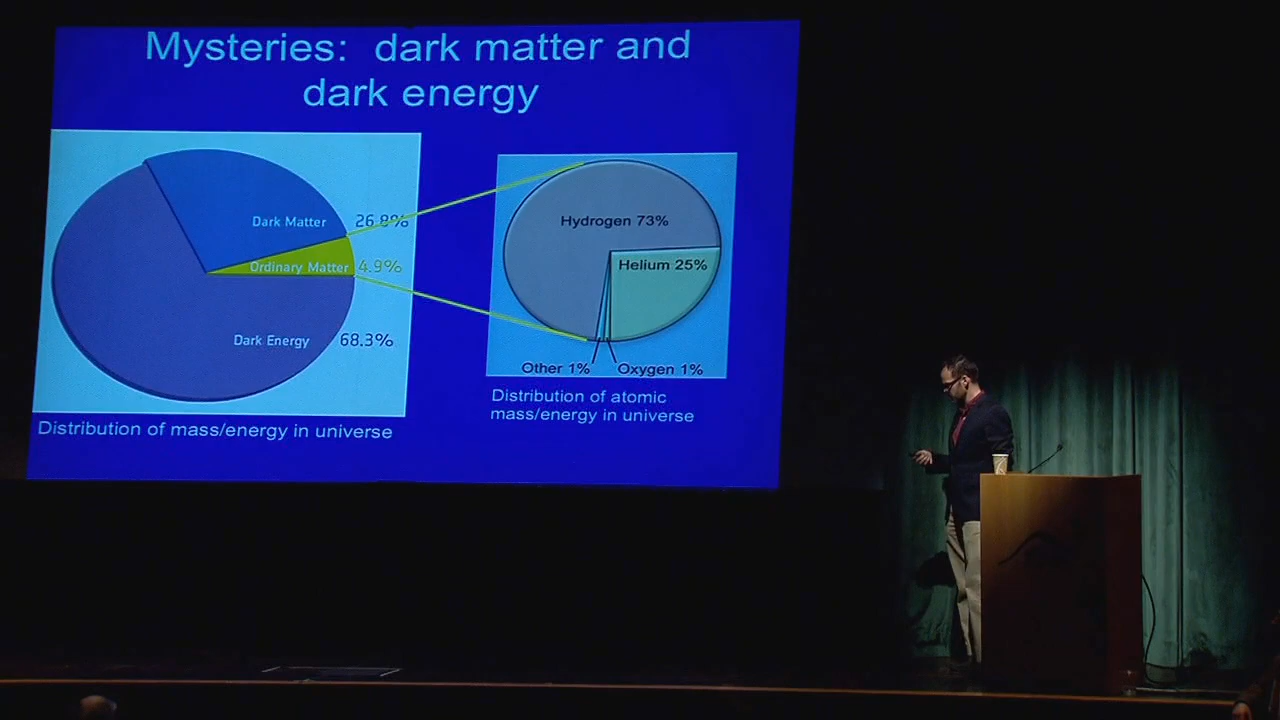 Mysteries: dark matter and
dark energy
Dark Matter 26.8%
Ordinary Matter 4.9%
Dark Energy 68.3%
Distribution of mass/energy in universe
Hydrogen 73%
Helium 25%
Other 1% Oxygen 1%
Distribution of atomic
mass/energy in universe